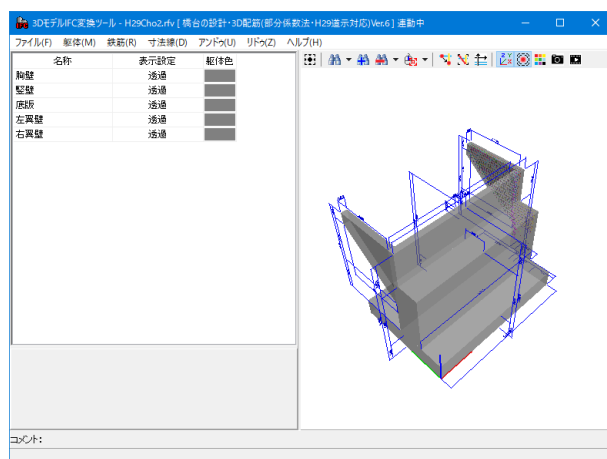 3DモデルIFC変換ツール - H29Cho2.rfv [ 橋台の設計・3D配筋(部分係数法・H29道示対応)Ver.6 ] 連動中
ファイル(F) 躯体(M) 鉄筋(R) 寸法線(D) アンドゥ(U) リドゥ(Z) ヘルプ(H)
名称 表示設定 躯体色
胸壁 透過
竪壁 透過
底版 透過
左翼壁 透過
右翼壁 透過
コメント: